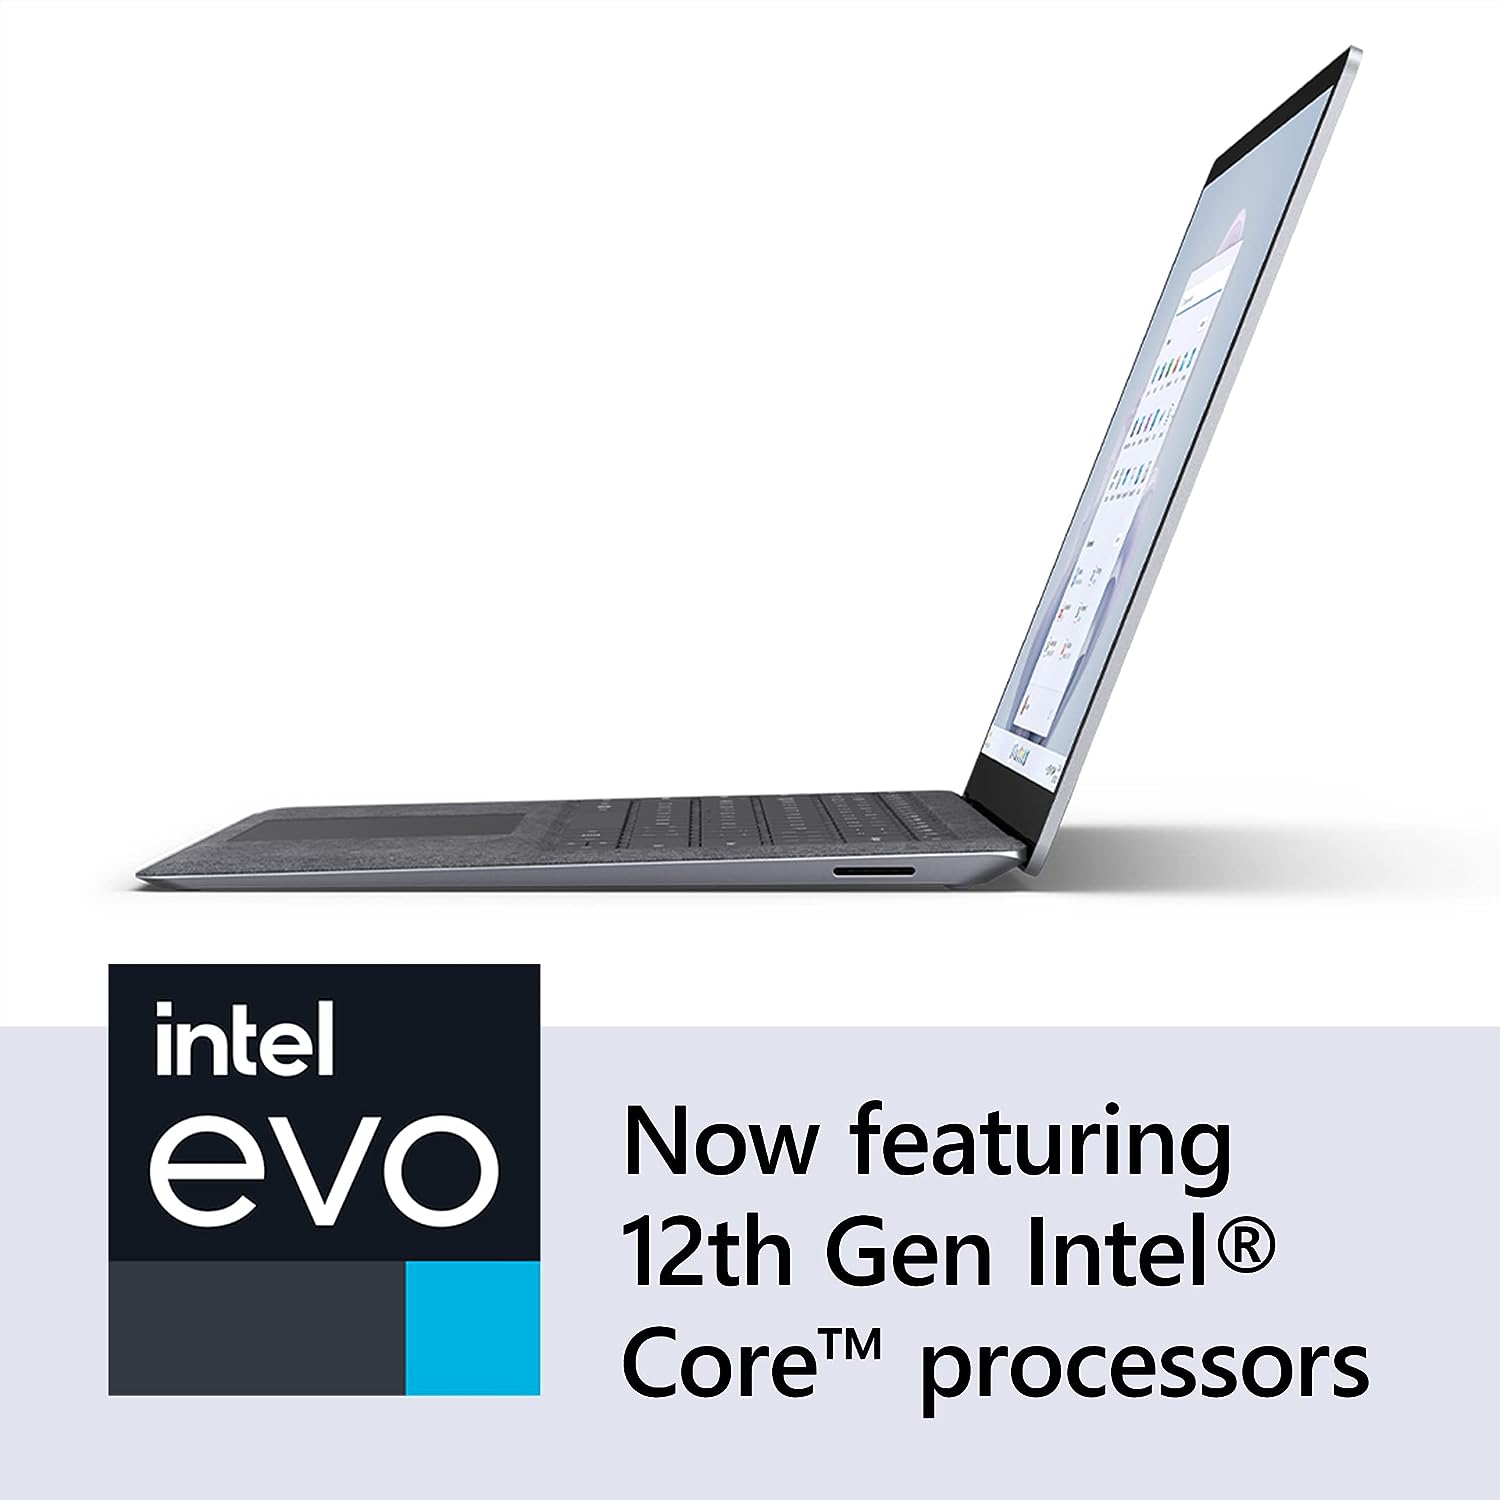 intel
evo
Now featuring
12th Gen Intel®
Core™ processors